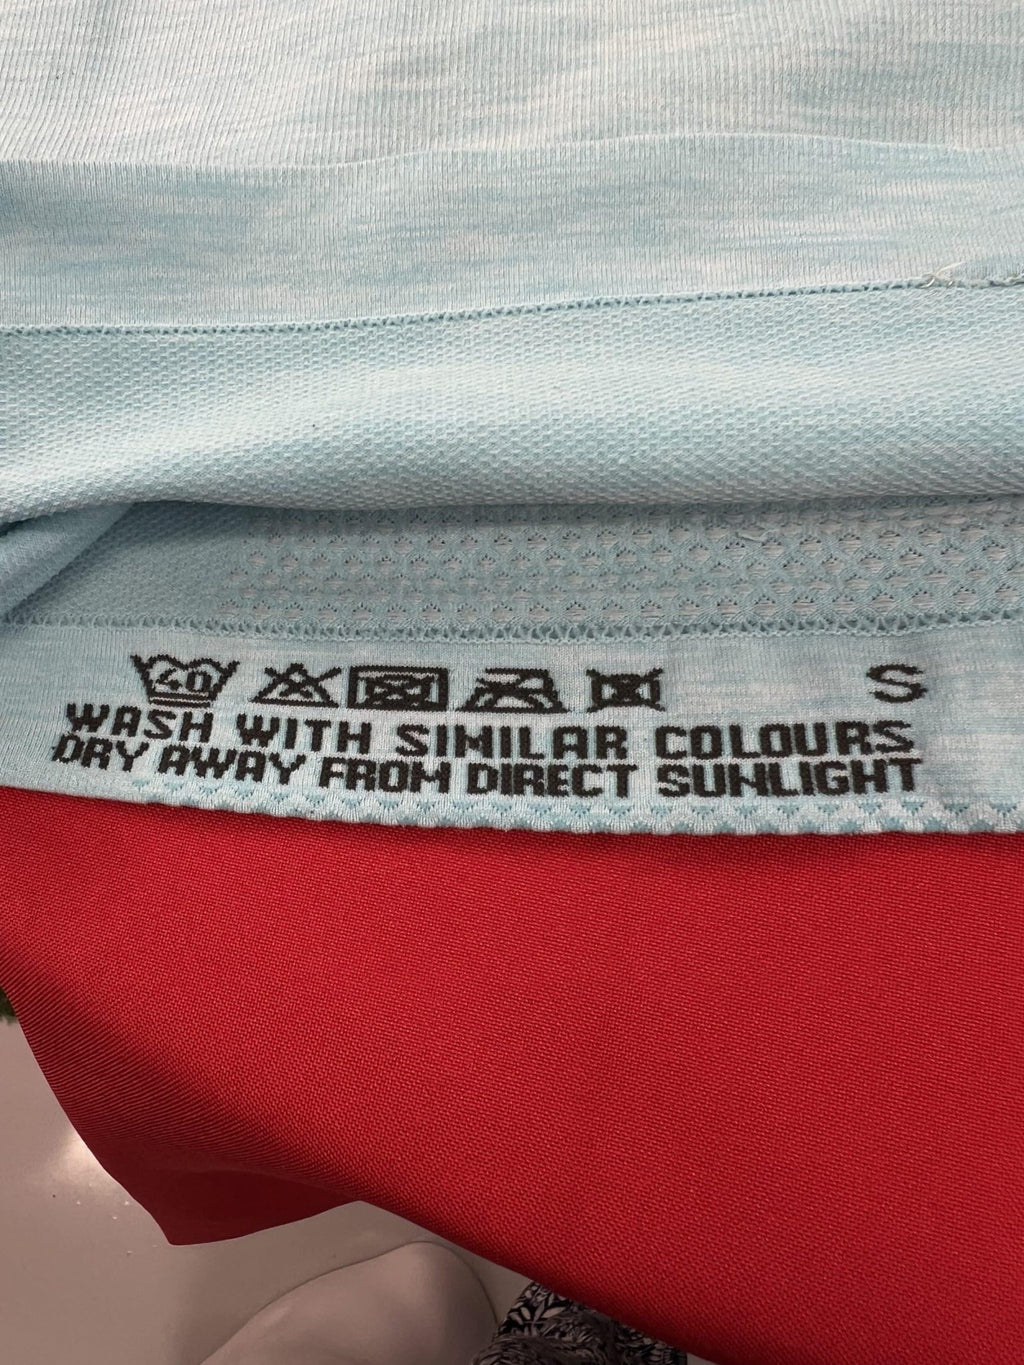 40 S
WASH WITH SIMILAR COLOURS
DRY AWAY FROM DIRECT SUNLIGHT